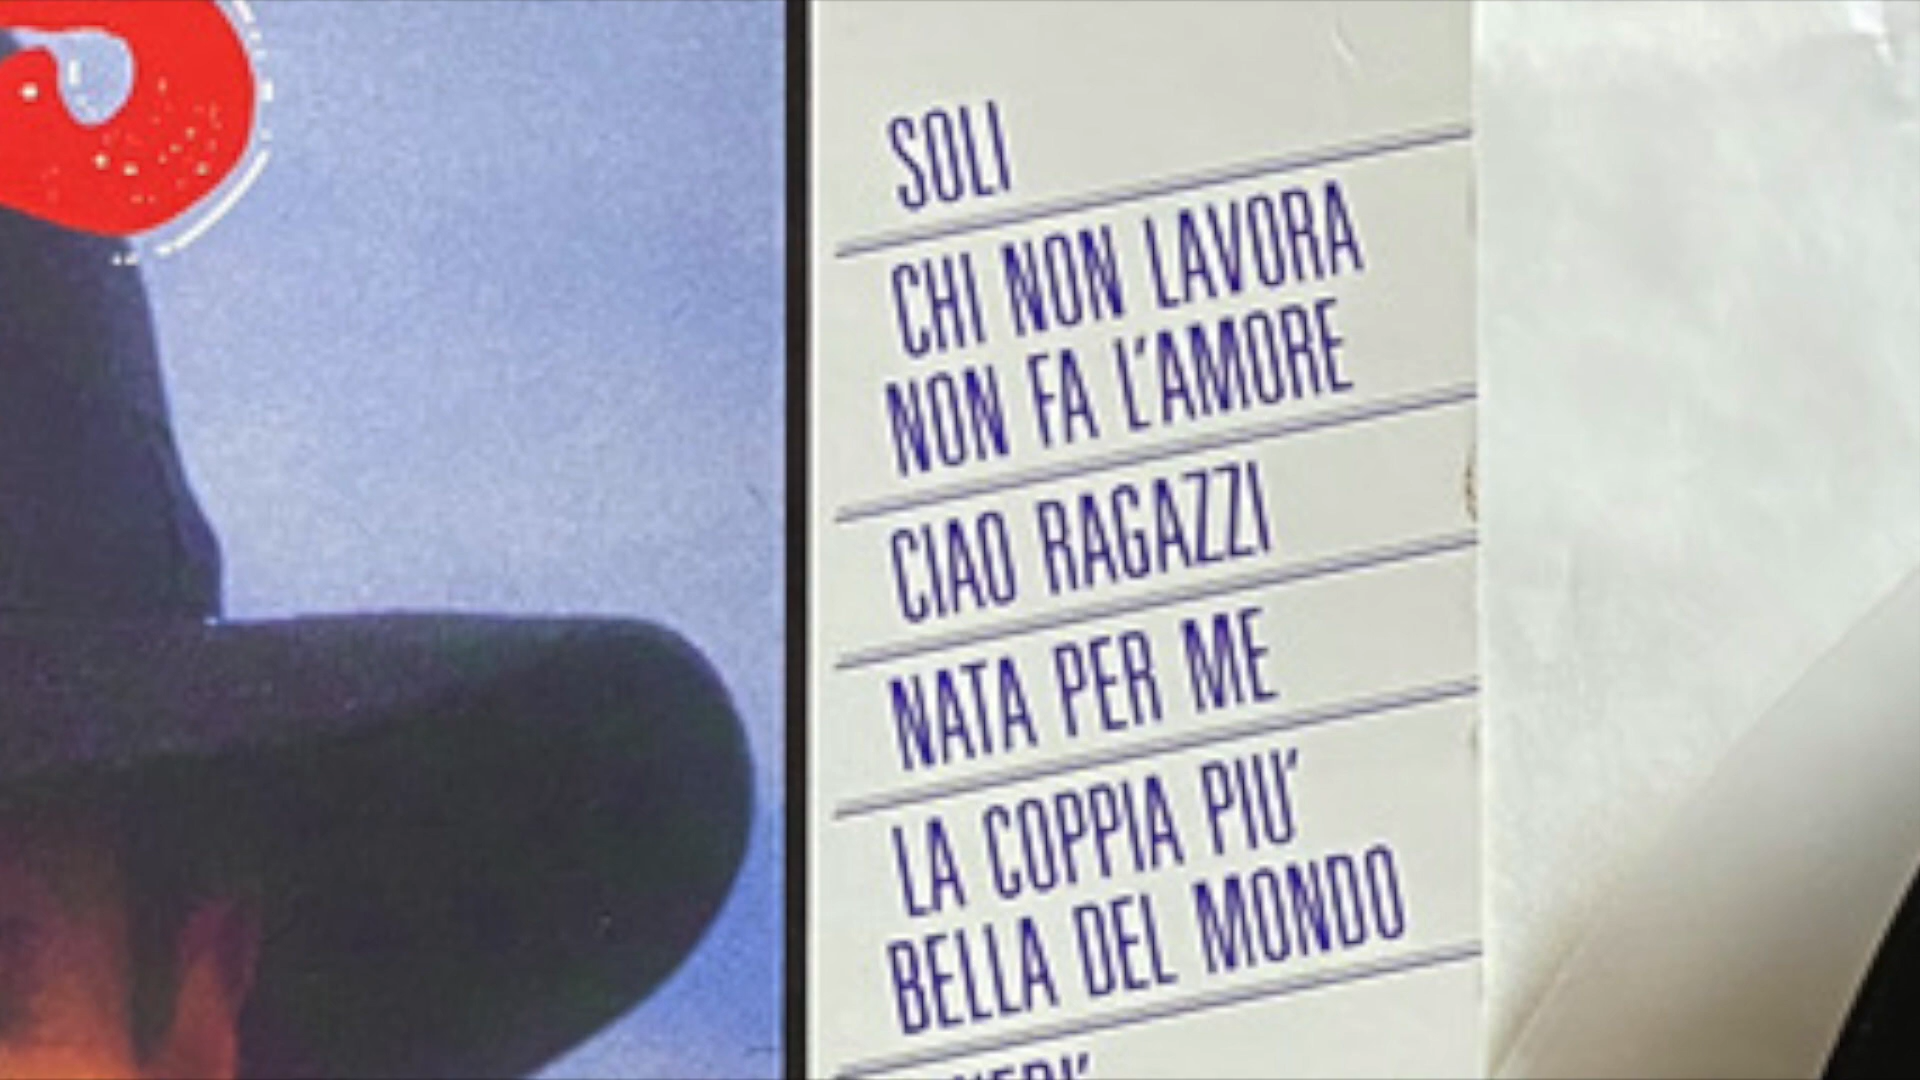 SOLI
CHI NON LAVORA
NON FA L'AMORE
CIAO RAGAZZI
NATA PER ME
LA COPPIA PIU'
BELLA DEL MONDO